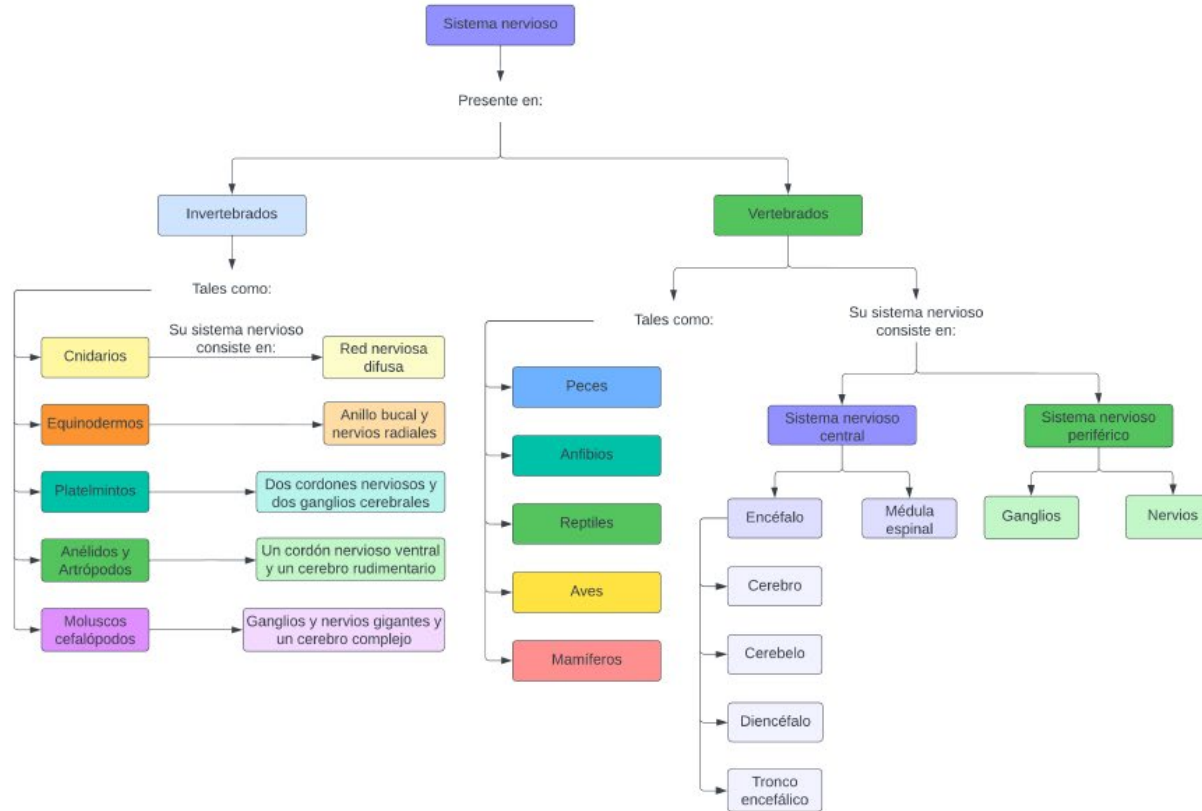 Sistema nervioso
Presente en:
Invertebrados
Vertebrados
Tales como:
Su sistema nervioso
consiste en:
Cnidarios
Red nerviosa
difusa
Equinodermos
Anillo bucal y
nervios radiales
Platelmintos
Dos cordones nerviosos y
dos ganglios cerebrales
Anélidos y
Artrópodos
Un cordón nervioso ventral
y un cerebro rudimentario
Moluscos
cefalópodos
Ganglios y nervios gigantes y
un cerebro complejo
Tales como:
Peces
Anfibios
Reptiles
Aves
Mamíferos
Su sistema nervioso
consiste en:
Sistema nervioso
central
Encéfalo
Médula
espinal
Cerebro
Cerebelo
Diencéfalo
Tronco
encefálico
Sistema nervioso
periférico
Ganglios
Nervios